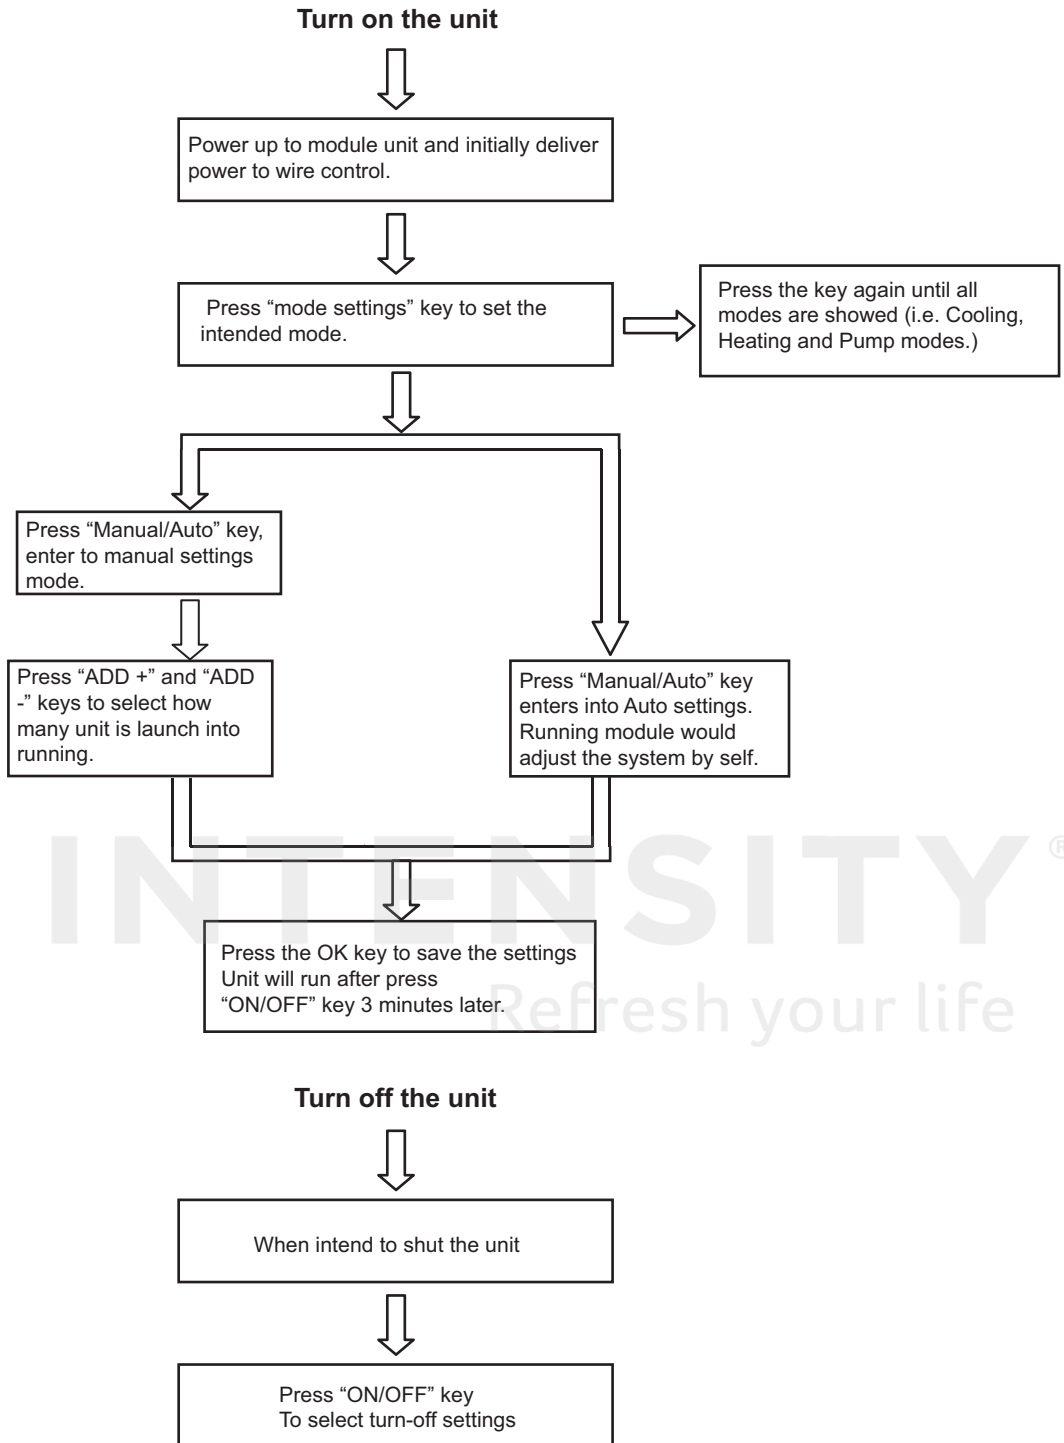 Turn on the unit
Power up to module unit and initially deliver
power to wire control.
Press “mode settings” key to set the
intended mode.
Press the key again until all
modes are showed (i.e. Cooling,
Heating and Pump modes.)
Press “Manual/Auto” key,
enter to manual settings
mode.
Press “ADD +” and “ADD
-” keys to select how
many unit is launch into
running.
Press “Manual/Auto” key
enters into Auto settings.
Running module would
adjust the system by self.
INTENSITY®
Refresh your life
Press the OK key to save the settings
Unit will run after press
“ON/OFF” key 3 minutes later.
Turn off the unit
When intend to shut the unit
Press “ON/OFF” key
To select turn-off settings